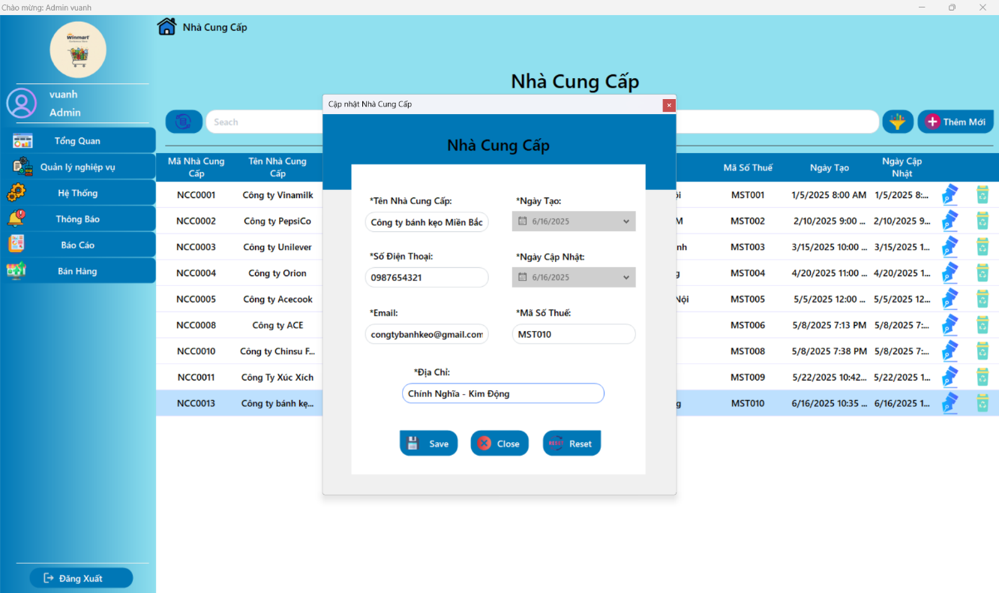 Chào mừng: Admin vuanh
Nhà Cung Cấp
Winmart
vuanh
Admin
Tổng Quan
Quản lý nghiệp vụ
Hệ Thống
Thông Báo
Báo Cáo
Bán Hàng
Đăng Xuất
Nhà Cung Cấp
Seach
Thêm Mới
Mã Nhà Cung Cấp Tên Nhà Cung Cấp Mã Số Thuế Ngày Tạo Ngày Cập Nhật
NCC0001 Công ty Vinamilk MST001 1/5/2025 8:00 AM 1/5/2025 8:...
NCC0002 Công ty PepsiCo M MST002 2/10/2025 9:00 ... 2/10/2025 9...
NCC0003 Công ty Unilever nh MST003 3/15/2025 10:00 ... 3/15/2025 1...
NCC0004 Công ty Orion MST004 4/20/2025 11:00 ... 4/20/2025 1...
NCC0005 Công ty Acecook Nội MST005 5/5/2025 12:00 ... 5/5/2025 12...
NCC0008 Công ty ACE MST006 5/8/2025 7:13 PM 5/8/2025 7:...
NCC0010 Công ty Chinsu F... MST008 5/8/2025 7:38 PM 5/8/2025 7:...
NCC0011 Công Ty Xúc Xích MST009 5/22/2025 10:42... 5/22/2025 1...
NCC0013 Công ty bánh kẹ... g MST010 6/16/2025 10:35 ... 6/16/2025 1...
Cập nhật Nhà Cung Cấp
Nhà Cung Cấp
*Tên Nhà Cung Cấp: *Ngày Tạo:
Công ty bánh kẹo Miền Bắc 6/16/2025
*Số Điện Thoại: *Ngày Cập Nhật:
0987654321 6/16/2025
*Email: *Mã Số Thuế:
congtybanhkeo@gmail.com MST010
*Địa Chỉ:
Chính Nghĩa - Kim Động
Save Close Reset